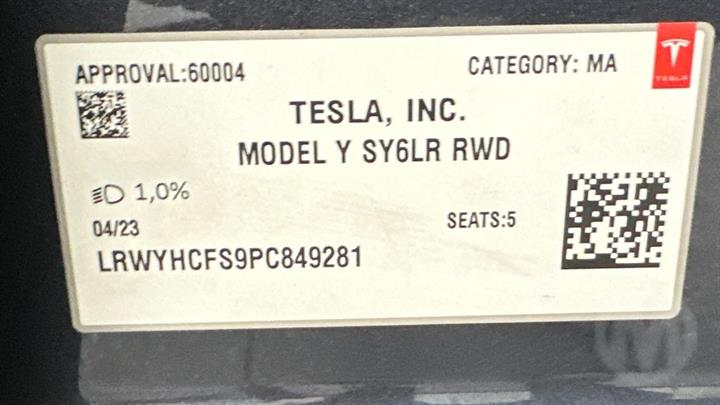 APPROVAL:60004
CATEGORY: MA
TESLA
TESLA, INC.
MODEL Y SY6LR RWD
1,0%
04/23
SEATS:5
LRWYHCFS9PC849281